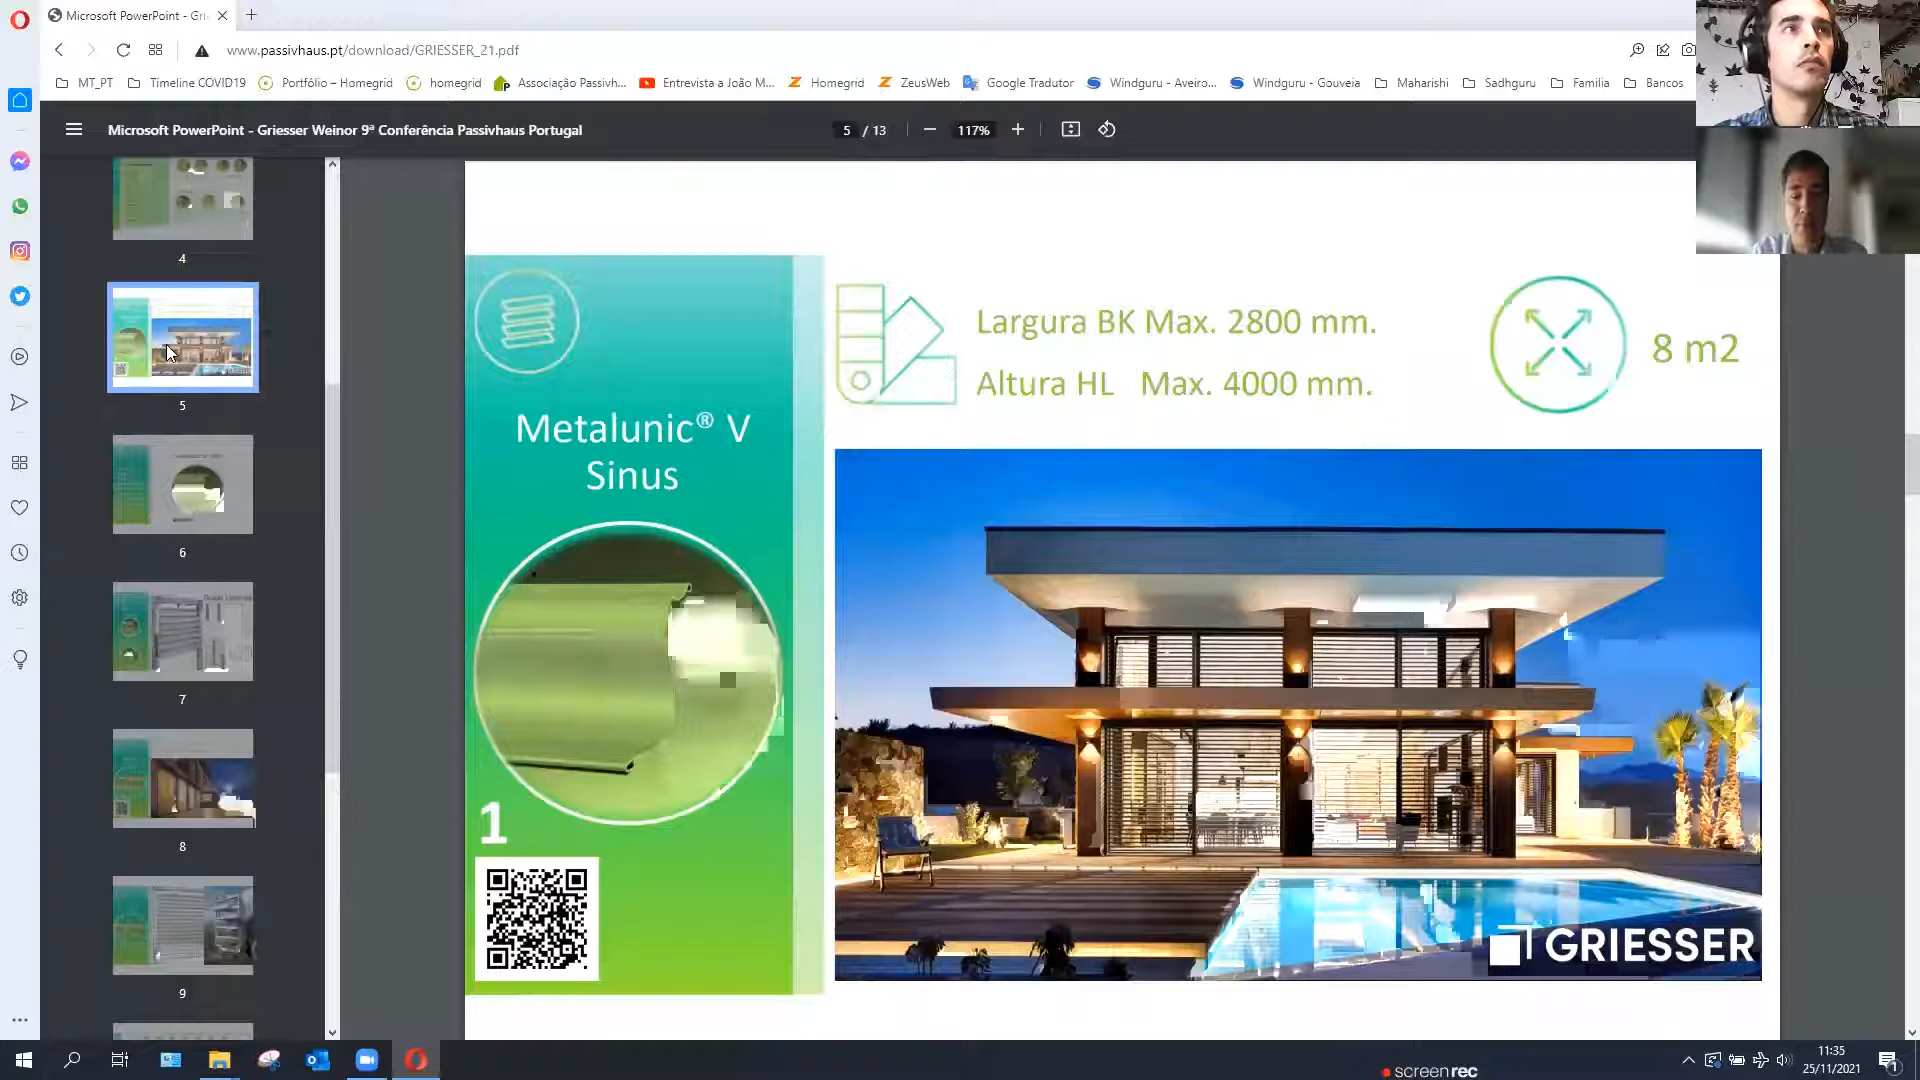 Microsoft PowerPoint - Gri
www.passivhaus.pt/download/GRIESSER_21.pdf
MT_PT
Timeline COVID19
Portfólio – Homegrid
homegrid
Associação Passivh...
Entrevista a João M...
Homegrid
ZeusWeb
Google Tradutor
Windguru - Aveiro...
Windguru - Gouveia
Maharishi
Sadhguru
Familia
Bancos
Microsoft PowerPoint - Griesser Weinor 9ª Conferência Passivhaus Portugal
5 / 13
117%
4
5
6
7
8
9
Metalunic® V
Sinus
1
Largura BK Max. 2800 mm.
Altura HL Max. 4000 mm.
8 m2
GRIESSER
screenrec
11:35
25/11/2021
1